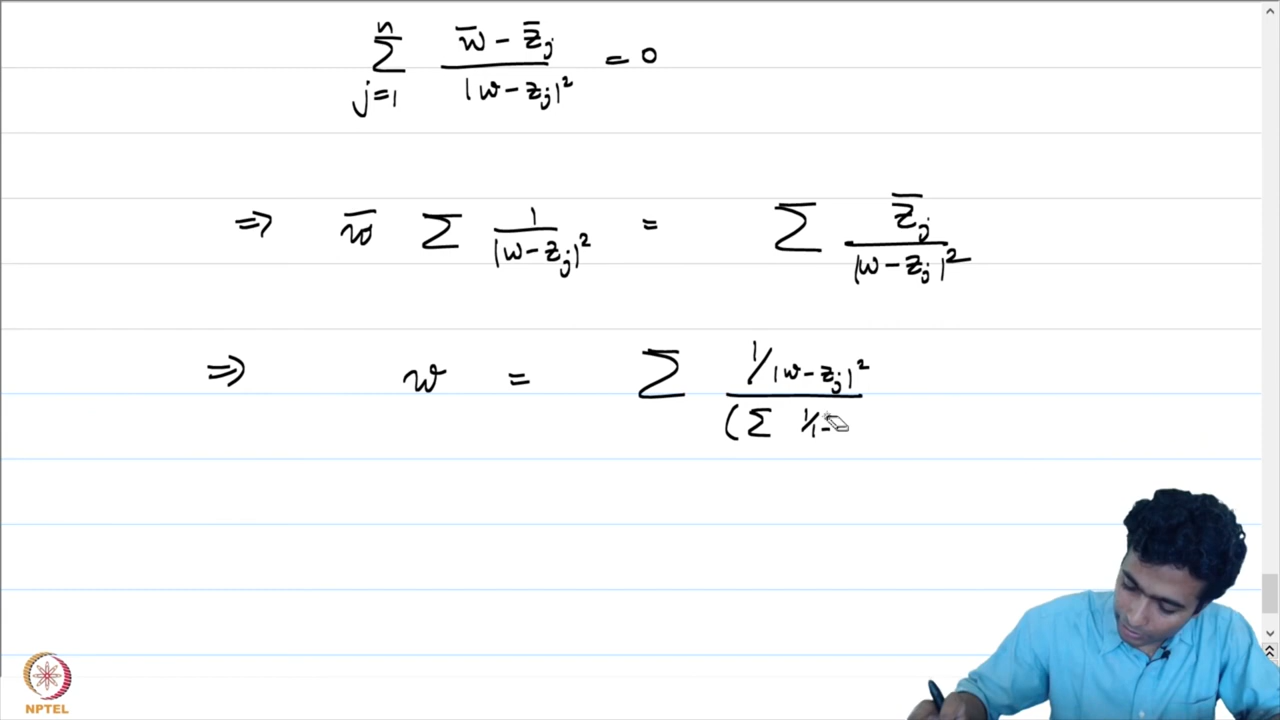 n
Σ w̄ − z̄ⱼ / |w − zⱼ|² = 0
j=1
⇒ w̄ Σ 1 / |w − zⱼ|² = Σ z̄ⱼ / |w − zⱼ|²
⇒ w = Σ 1/|w − zⱼ|² / (Σ 1/|−
NPTEL